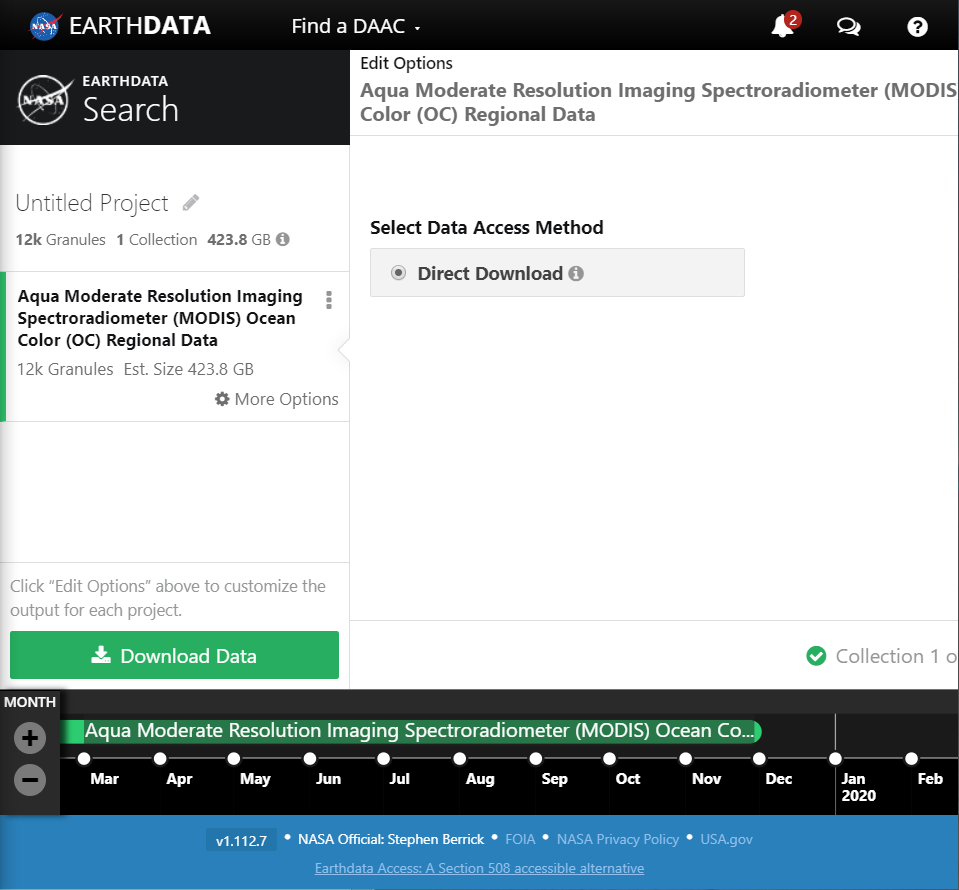 NASA EARTHDATA Find a DAAC 2 ?
NASA EARTHDATA
Search
Edit Options
Aqua Moderate Resolution Imaging Spectroradiometer (MODIS
Color (OC) Regional Data
Untitled Project
12k Granules 1 Collection 423.8 GB
Aqua Moderate Resolution Imaging
Spectroradiometer (MODIS) Ocean
Color (OC) Regional Data
12k Granules Est. Size 423.8 GB
More Options
Select Data Access Method
Direct Download
Click “Edit Options” above to customize the
output for each project.
Download Data
Collection 1 o
MONTH
Aqua Moderate Resolution Imaging Spectroradiometer (MODIS) Ocean Co...
Mar Apr May Jun Jul Aug Sep Oct Nov Dec Jan Feb
2020
v1.112.7 • NASA Official: Stephen Berrick • FOIA • NASA Privacy Policy • USA.gov
Earthdata Access: A Section 508 accessible alternative